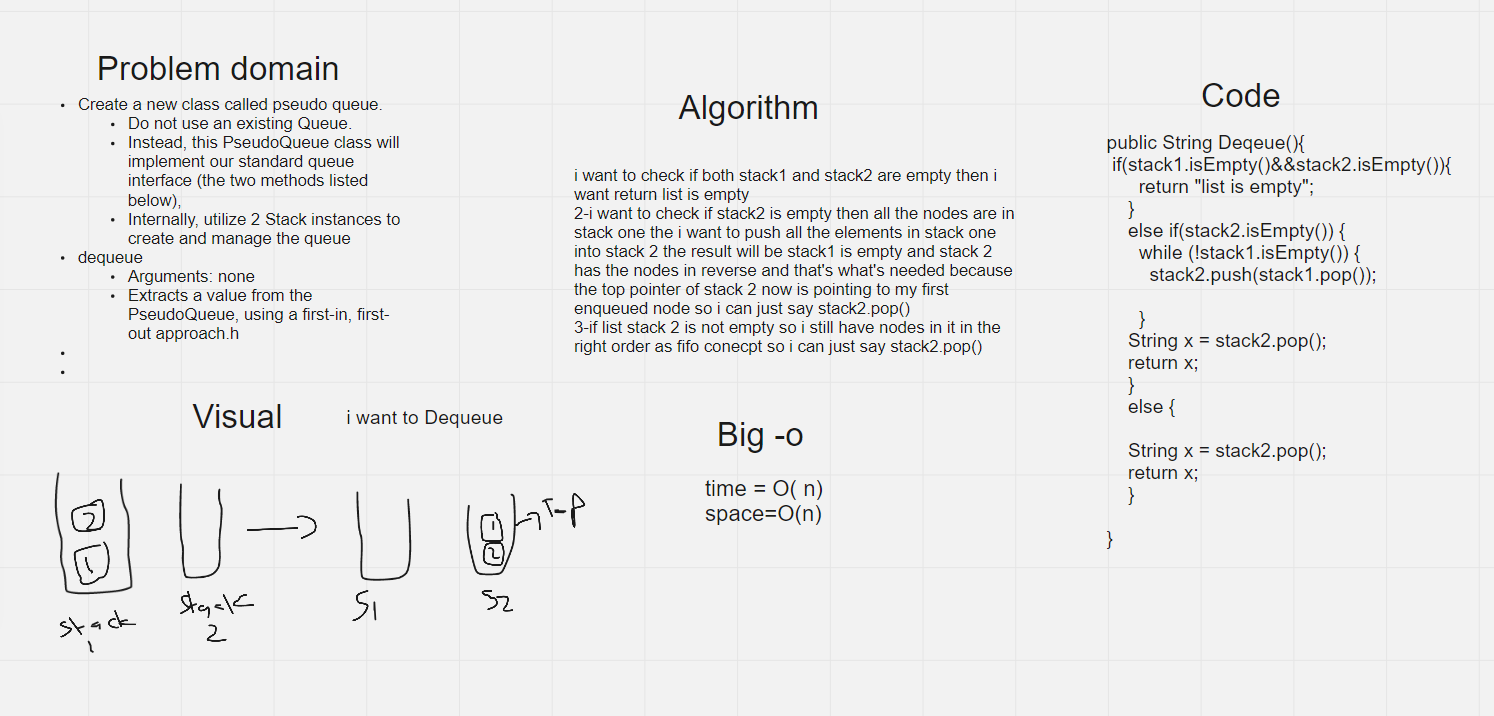 Problem domain
• Create a new class called pseudo queue.
• Do not use an existing Queue.
• Instead, this PseudoQueue class will
implement our standard queue
interface (the two methods listed
below),
• Internally, utilize 2 Stack instances to
create and manage the queue
• dequeue
• Arguments: none
• Extracts a value from the
PseudoQueue, using a first-in, first-
out approach.h
•
•
Visual
i want to Dequeue
2
1
stack
1
stack
2
S1
1
2
S2
Algorithm
i want to check if both stack1 and stack2 are empty then i
want return list is empty
2-i want to check if stack2 is empty then all the nodes are in
stack one the i want to push all the elements in stack one
into stack 2 the result will be stack1 is empty and stack 2
has the nodes in reverse and that's what's needed because
the top pointer of stack 2 now is pointing to my first
enqueued node so i can just say stack2.pop()
3-if list stack 2 is not empty so i still have nodes in it in the
right order as fifo conecpt so i can just say stack2.pop()
Big -o
time = O( n)
space=O(n)
Code
public String Deqeue(){
if(stack1.isEmpty()&&stack2.isEmpty()){
return "list is empty";
}
else if(stack2.isEmpty()) {
while (!stack1.isEmpty()) {
stack2.push(stack1.pop());
}
String x = stack2.pop();
return x;
}
else {
String x = stack2.pop();
return x;
}
}